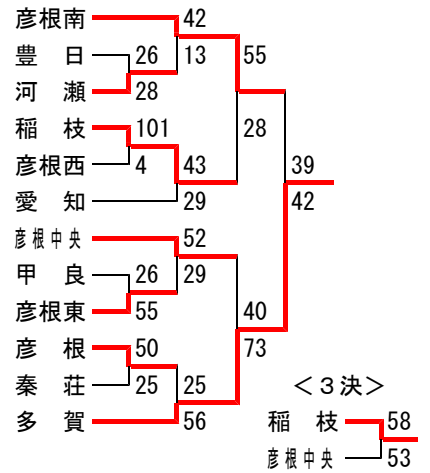 彦根南 42
豊 日 26 13 55
河 瀬 28
稲 枝 101 28
彦根西 4 43 39
愛 知 29 42
彦根中央 52
甲 良 26 29
彦根東 55 40
彦 根 50 73
秦 荘 25 25 <3決>
多 賀 56 稲 枝 58
彦根中央 53